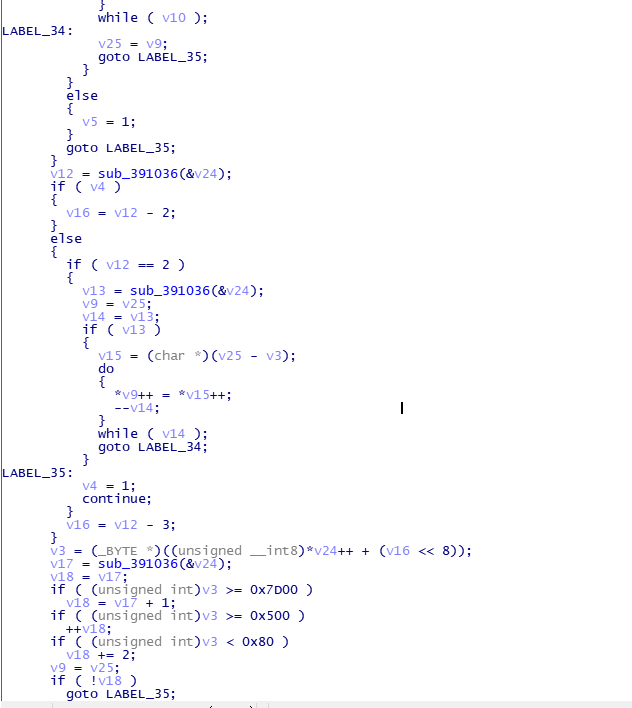 }
while ( v10 );
LABEL_34:
v25 = v9;
goto LABEL_35;
}
}
else
{
v5 = 1;
}
goto LABEL_35;
}
v12 = sub_391036(&v24);
if ( v4 )
{
v16 = v12 - 2;
}
else
{
if ( v12 == 2 )
{
v13 = sub_391036(&v24);
v9 = v25;
v14 = v13;
if ( v13 )
{
v15 = (char *)(v25 - v3);
do
{
*v9++ = *v15++;
--v14;
}
while ( v14 );
goto LABEL_34;
}
LABEL_35:
v4 = 1;
continue;
}
v16 = v12 - 3;
}
v3 = (_BYTE *)((unsigned __int8)*v24++ + (v16 << 8));
v17 = sub_391036(&v24);
v18 = v17;
if ( (unsigned int)v3 >= 0x7D00 )
v18 = v17 + 1;
if ( (unsigned int)v3 >= 0x500 )
++v18;
if ( (unsigned int)v3 < 0x80 )
v18 += 2;
v9 = v25;
if ( !v18 )
goto LABEL_35;